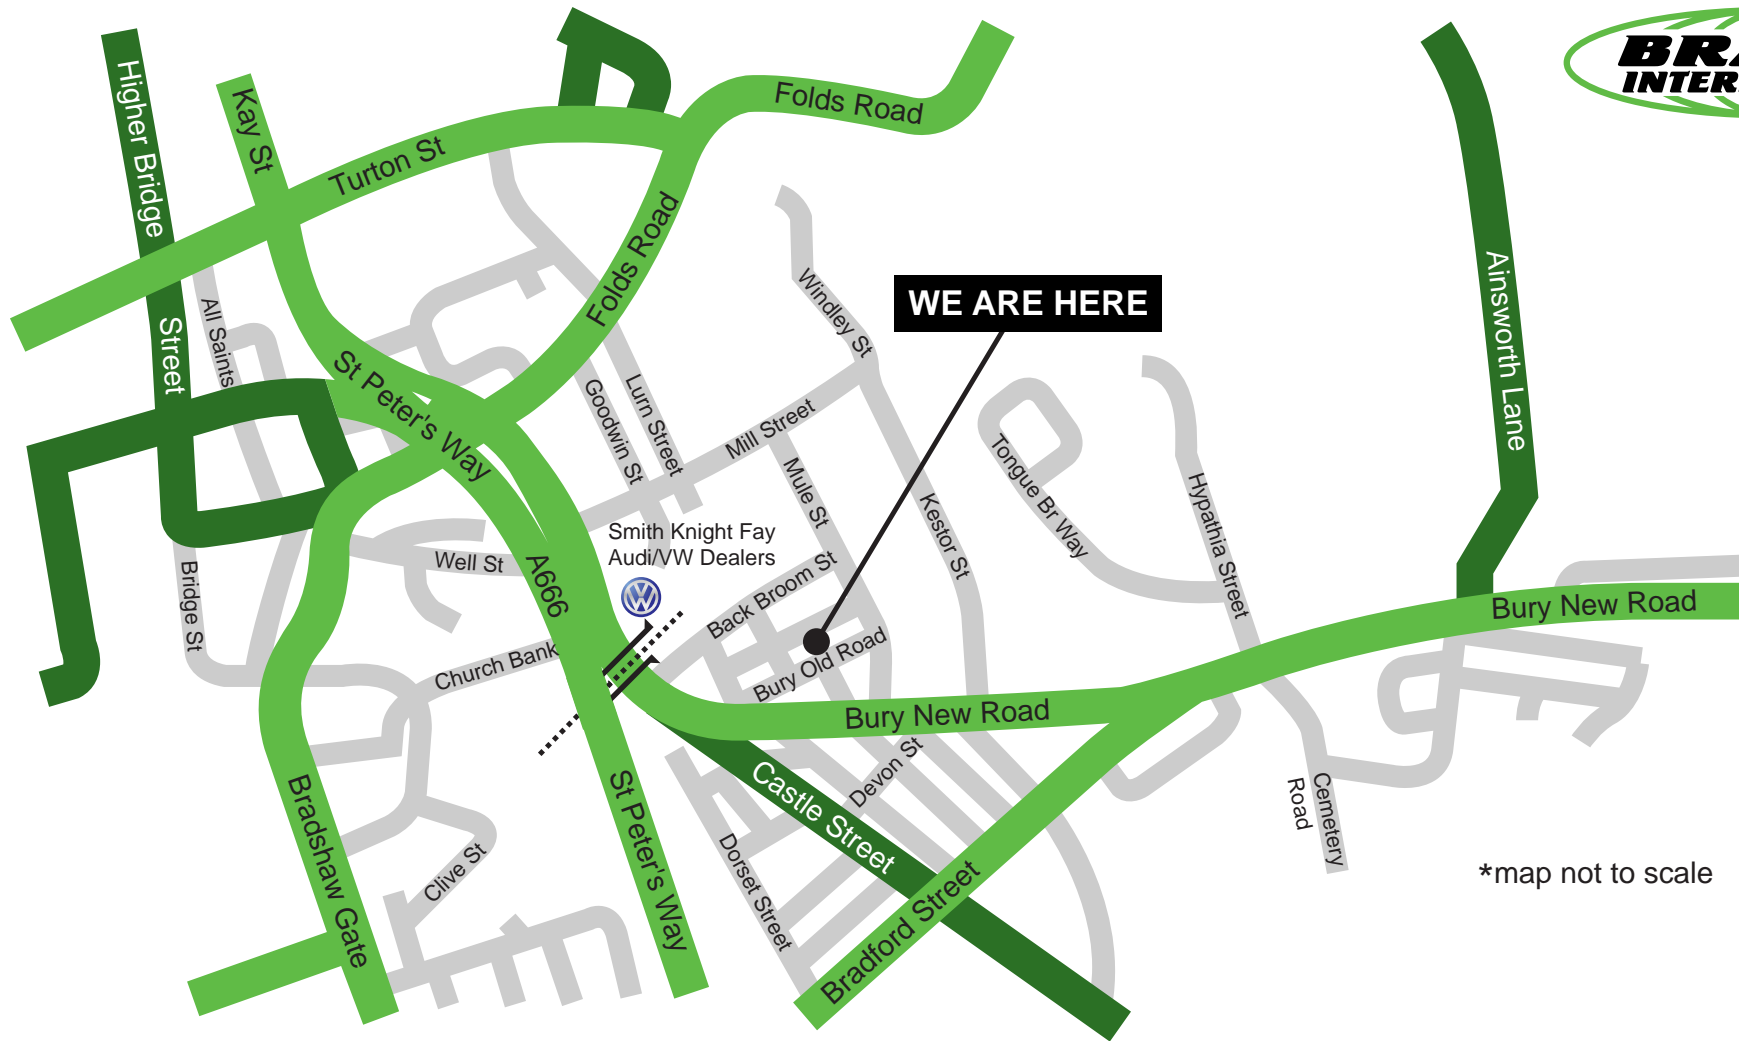 BRA
INTER
Higher Bridge
Street
Kay St
Turton St
Folds Road
Folds Road
All Saints
St Peter's Way
Goodwin St
Lurn Street
Windley St
WE ARE HERE
Mill Street
Mule St
Kestor St
Tongue Br Way
Hypathia Street
Ainsworth Lane
Smith Knight Fay
Audi/VW Dealers
Well St
A666
Bridge St
Church Bank
Back Broom St
Bury Old Road
Bury New Road
Bury New Road
Devon St
Castle Street
St Peter's Way
Bradshaw Gate
Clive St
Dorset Street
Bradford Street
Cemetery
Road
*map not to scale